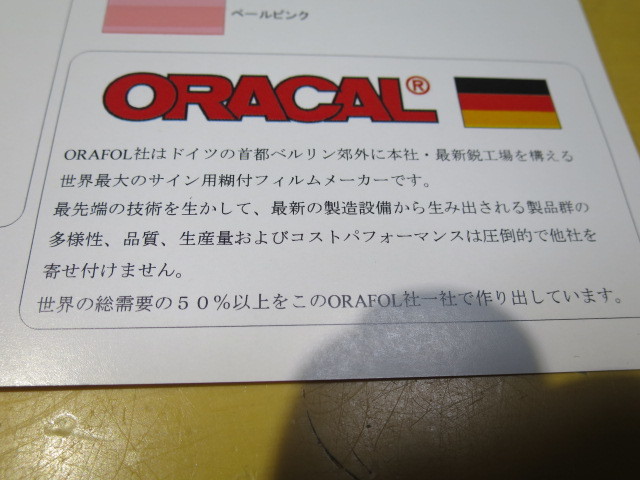 ペールピンク
ORACAL®
ORAFOL社はドイツの首都ベルリン郊外に本社・最新鋭工場を構える
世界最大のサイン用糊付フィルムメーカーです。
最先端の技術を生かして、最新の製造設備から生み出される製品群の
多様性、品質、生産量およびコストパフォーマンスは圧倒的で他社を
寄せ付けません。
世界の総需要の５０%以上をこのORAFOL社一社で作り出しています。